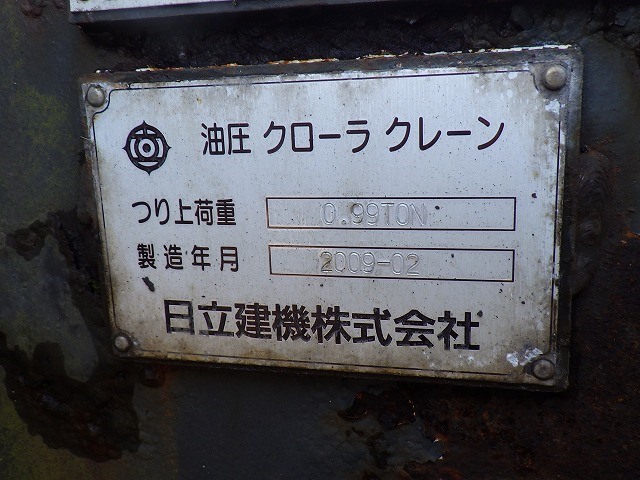 油圧 クローラ クレーン
つり上荷重 0.99TON
製造年月 2009-02
日立建機株式会社